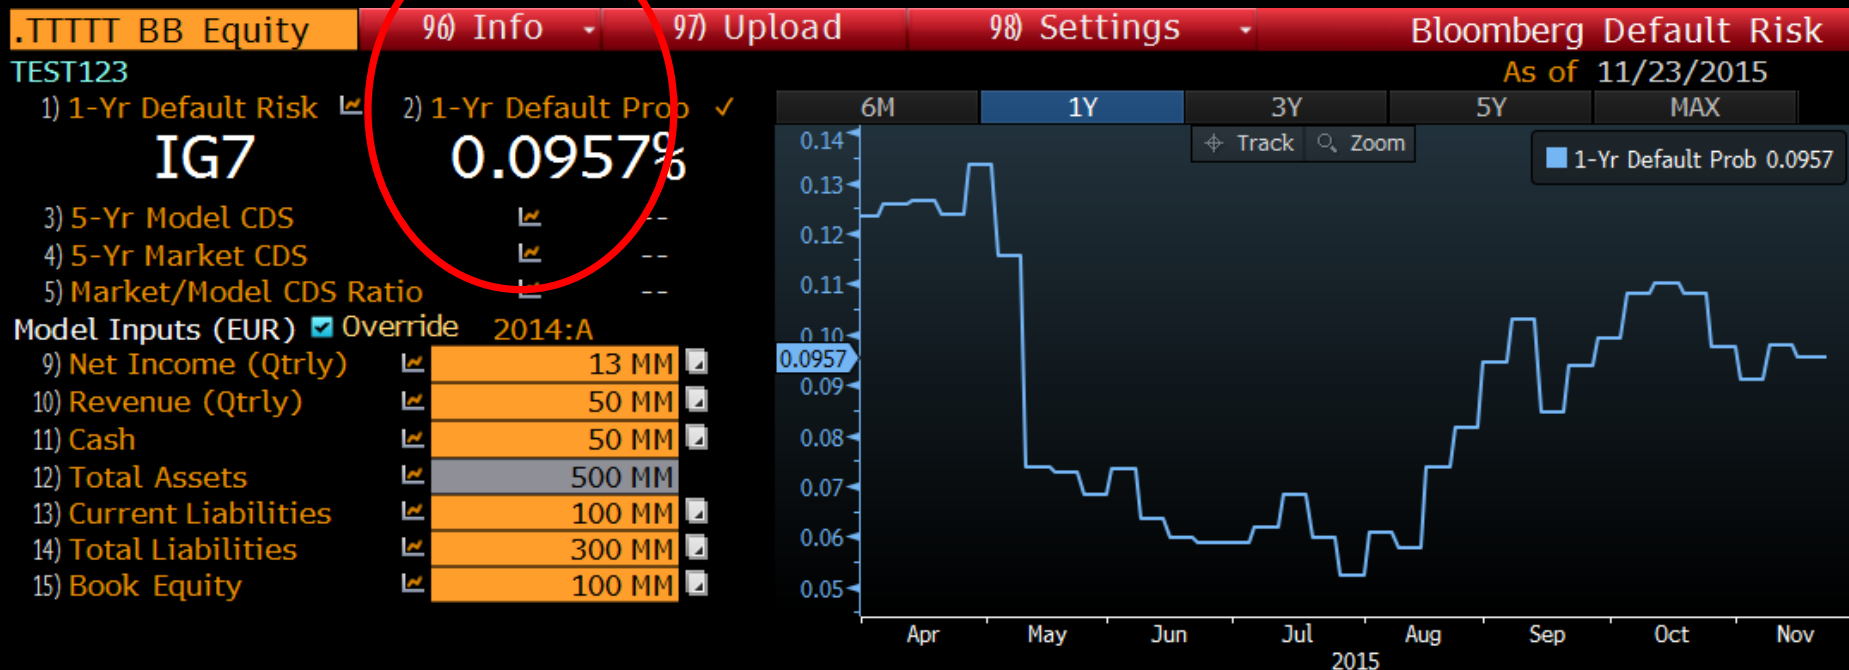 .TTTTT BB Equity 96) Info 97) Upload 98) Settings Bloomberg Default Risk
TEST123 As of 11/23/2015
1) 1-Yr Default Risk 2) 1-Yr Default Prob ✓
IG7 0.0957%
3) 5-Yr Model CDS --
4) 5-Yr Market CDS --
5) Market/Model CDS Ratio --
Model Inputs (EUR) Override 2014:A
9) Net Income (Qtrly) 13 MM
10) Revenue (Qtrly) 50 MM
11) Cash 50 MM
12) Total Assets 500 MM
13) Current Liabilities 100 MM
14) Total Liabilities 300 MM
15) Book Equity 100 MM
6M 1Y 3Y 5Y MAX
Track Zoom
1-Yr Default Prob 0.0957
0.14
0.13
0.12
0.11
0.10
0.0957
0.09
0.08
0.07
0.06
0.05
Apr May Jun Jul Aug Sep Oct Nov
2015